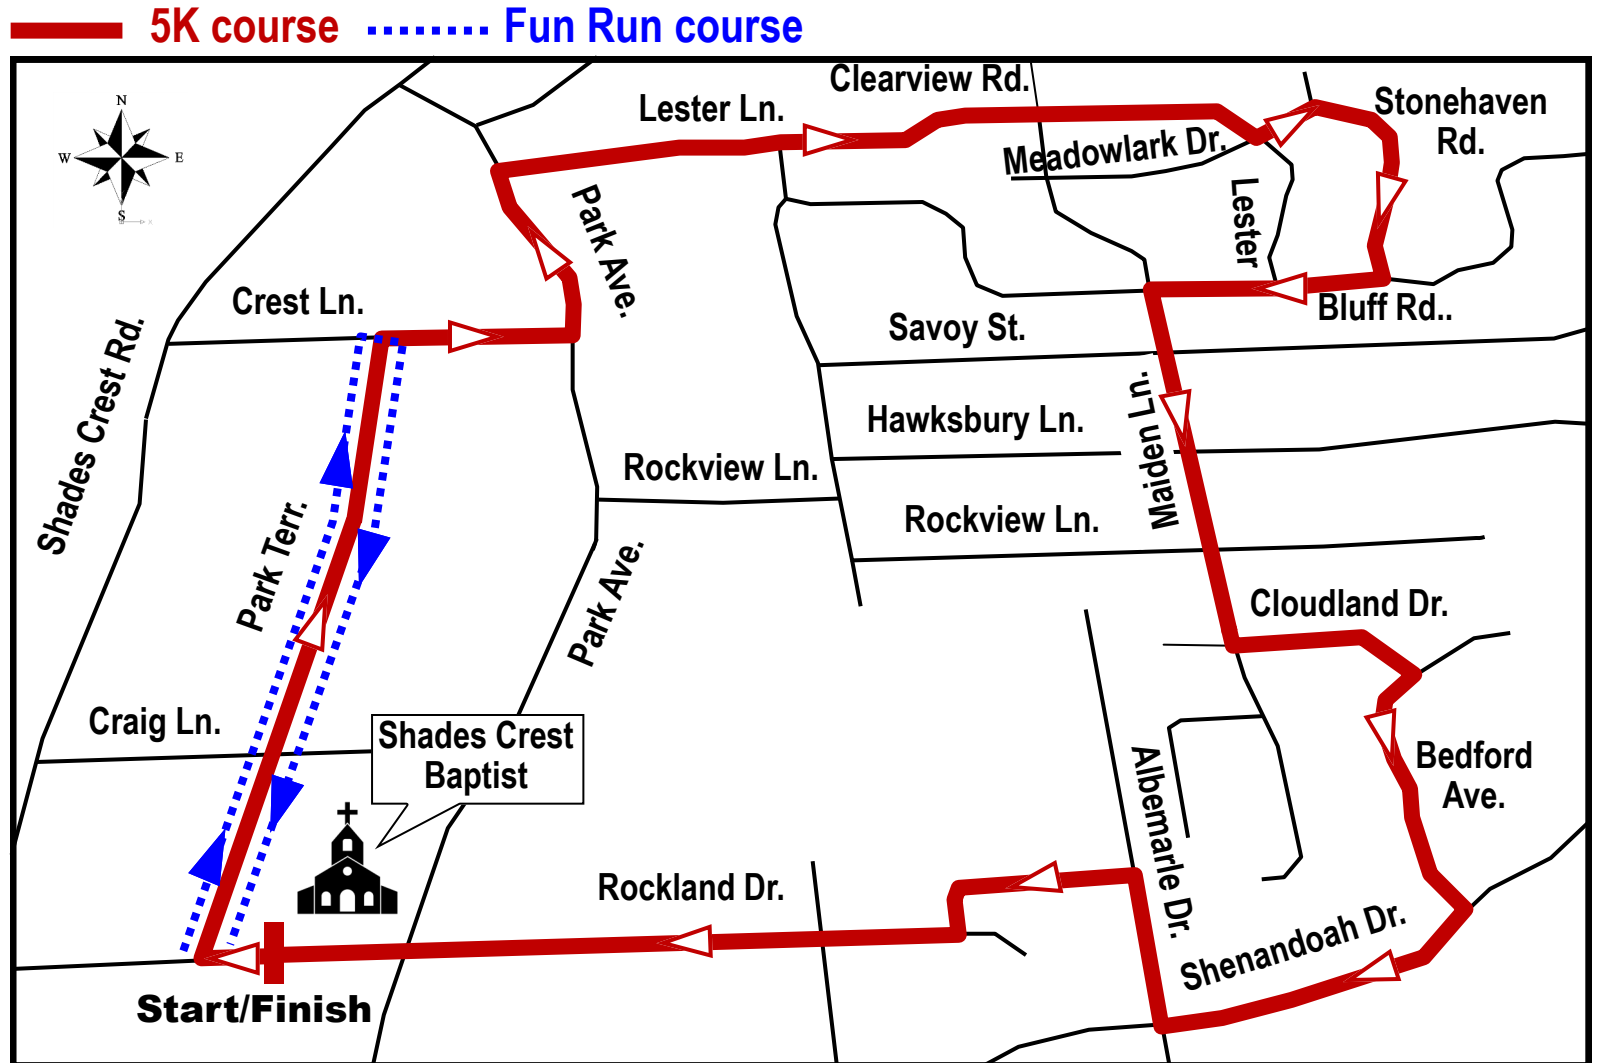 5K course
Fun Run course
Clearview Rd.
Lester Ln.
Stonehaven
Rd.
N
W
E
S
Meadowlark Dr.
Lester
Park Ave.
Crest Ln.
Bluff Rd..
Savoy St.
Shades Crest Rd.
Maiden Ln.
Hawksbury Ln.
Rockview Ln.
Rockview Ln.
Park Terr.
Park Ave.
Cloudland Dr.
Craig Ln.
Shades Crest
Baptist
Bedford
Ave.
Albemarle Dr.
Rockland Dr.
Shenandoah Dr.
Start/Finish